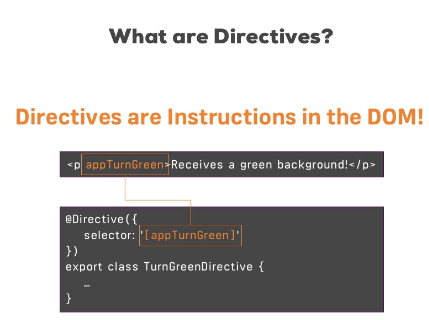 What are Directives?
Directives are Instructions in the DOM!
<p appTurnGreen>Receives a green background!</p>
@Directive({
selector: '[appTurnGreen]'
})
export class TurnGreenDirective {
…
}